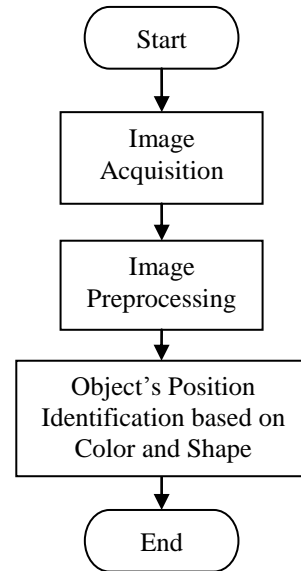 Start
Image
Acquisition
Image
Preprocessing
Object’s Position
Identification based on
Color and Shape
End